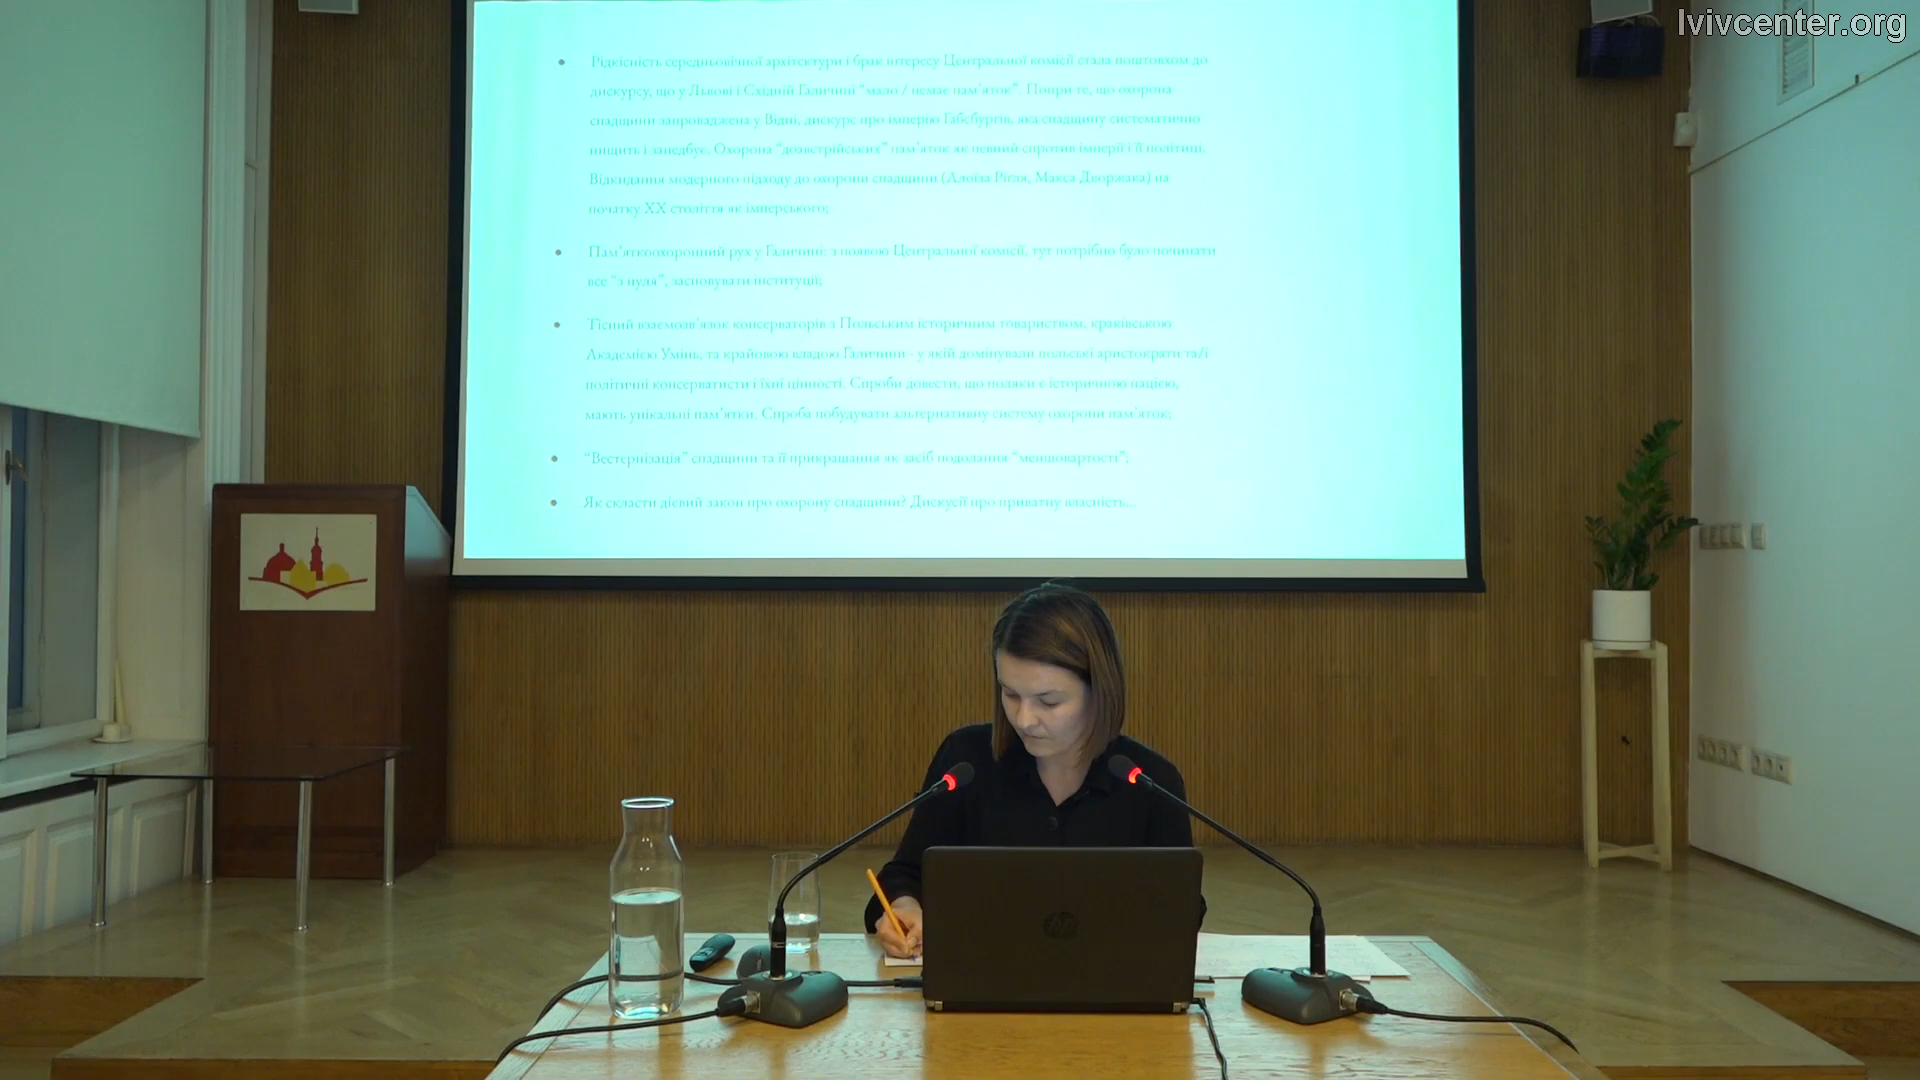 lvivcenter.org
Рідкісність середньовічної архітектури і брак інтересу Центральної комісії стала поштовхом до
дискурсу, що у Львові і Східній Галичині “мало / немає пам’яток”. Попри те, що охорона
спадщини запроваджена у Відні, дискурс про імперію Габсбургів, яка спадщину систематично
нищить і занедбує. Охорона “доавстрійських” пам’яток як певний спротив імперії і її політиці.
Відкидання модерного підходу до охорони спадщини (Алоїза Ріґля, Макса Дворжака) на
початку ХХ століття як імперського;
Пам’яткоохоронний рух у Галичині: з появою Центральної комісії, тут потрібно було починати
все “з нуля”, засновувати інституції;
Тісний взаємозв’язок консерваторів з Польським історичним товариством, краківською
Академією Умінь, та крайовою владою Галичини - у якій домінували польські аристократи та/і
політичні консерватисти і їхні цінності. Спроби довести, що поляки є історичною нацією,
мають унікальні пам’ятки. Спроба побудувати альтернативну систему охорони пам’яток;
“Вестернізація” спадщини та її прикрашання як засіб подолання “меншовартості”;
Як скласти дієвий закон про охорону спадщини? Дискусії про приватну власність...
hp